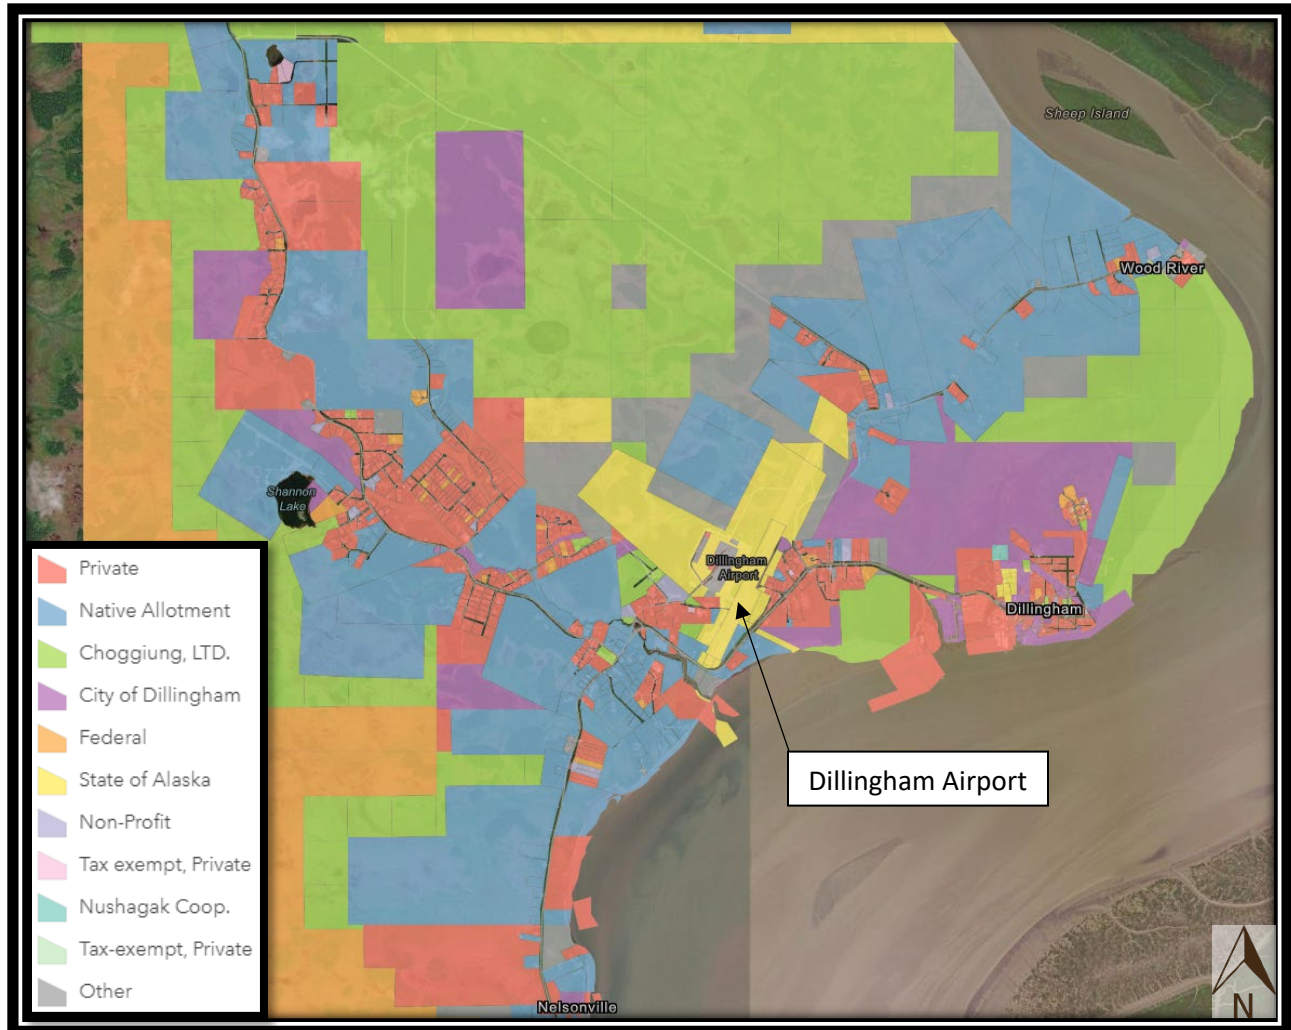 Sheep Island
Wood River
Shannon
Lake
Dillingham
Airport
Dillingham
Dillingham Airport
Nelsonville
Private
Native Allotment
Choggiung, LTD.
City of Dillingham
Federal
State of Alaska
Non-Profit
Tax exempt, Private
Nushagak Coop.
Tax-exempt, Private
Other
N